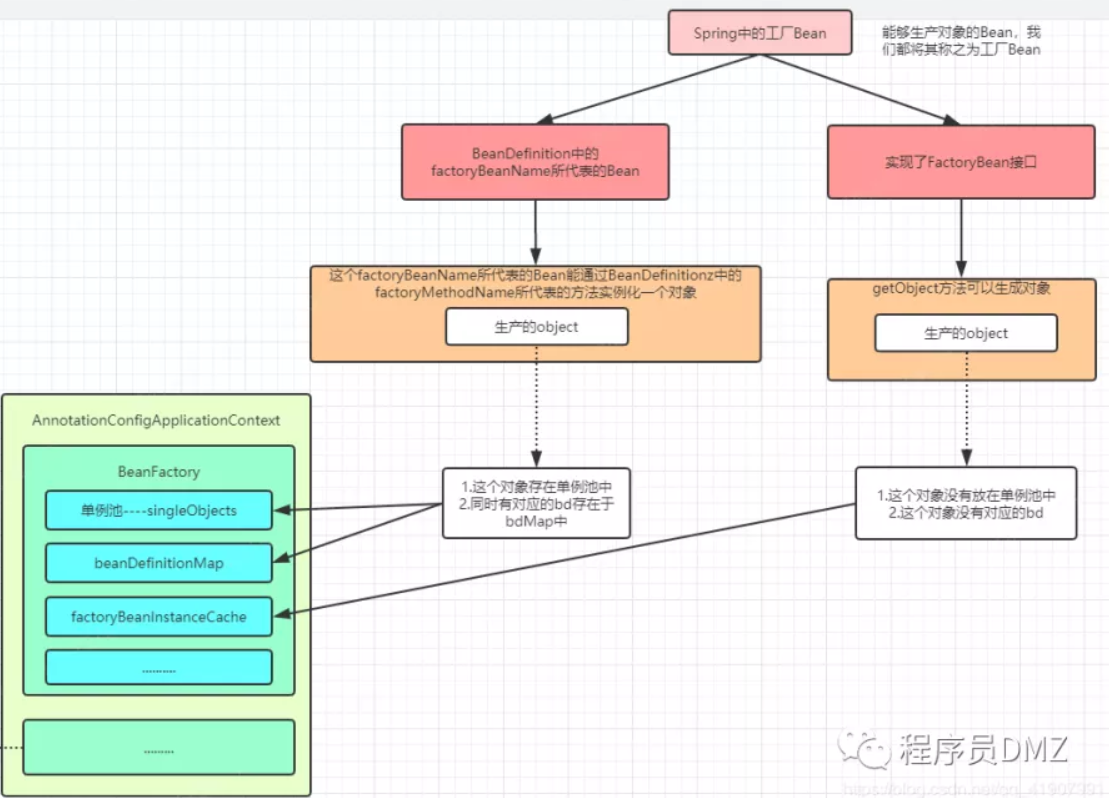 Spring中的工厂Bean
能够生产对象的Bean，我
们都将其称之为工厂Bean
BeanDefinition中的
factoryBeanName所代表的Bean
实现了FactoryBean接口
这个factoryBeanName所代表的Bean能通过BeanDefinitionz中的
factoryMethodName所代表的方法实例化一个对象
生产的object
getObject方法可以生成对象
生产的object
AnnotationConfigApplicationContext
BeanFactory
单例池----singleObjects
beanDefinitionMap
factoryBeanInstanceCache
..........
.........
1.这个对象存在单例池中
2.同时有对应的bd存在于
bdMap中
1.这个对象没有放在单例池中
2.这个对象没有对应的bd
程序员DMZ
https://blog.csdn.net/qq_41907991